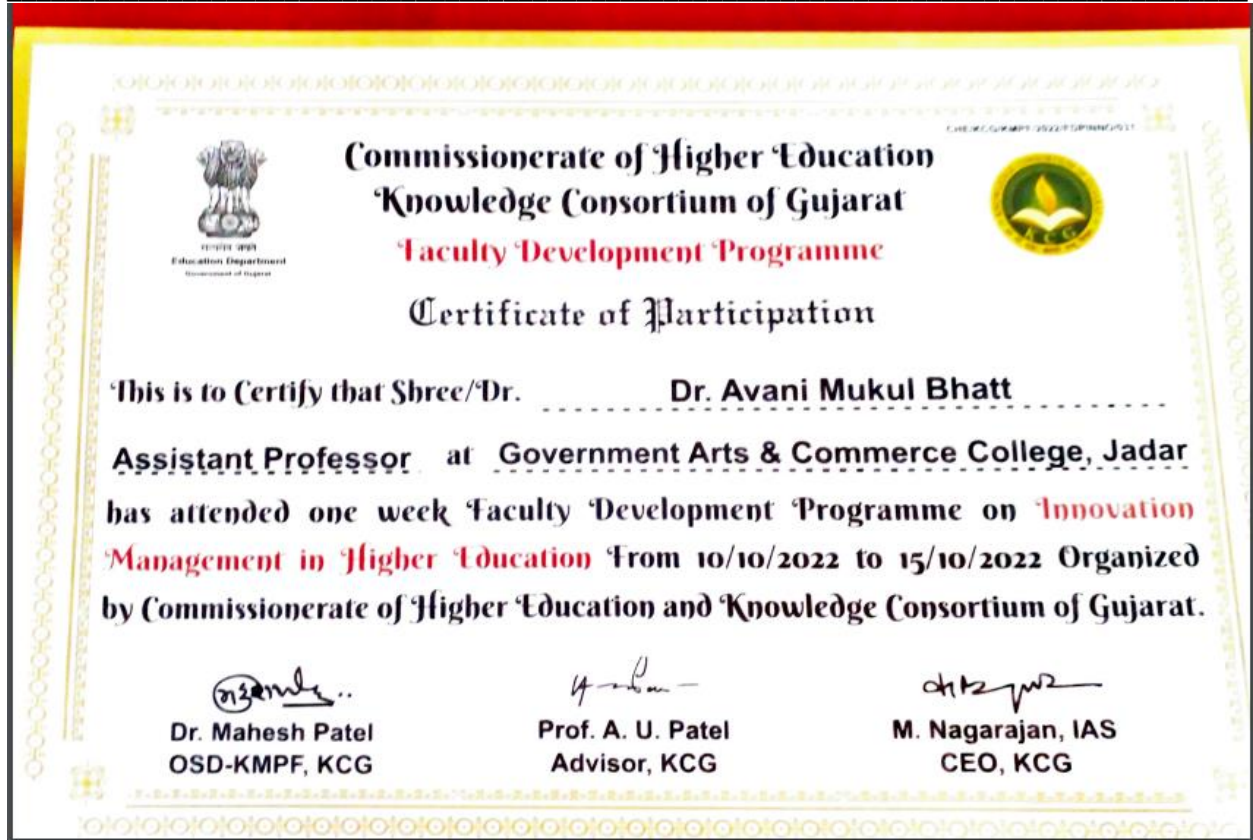 Commissionerate of Higher Education
Knowledge Consortium of Gujarat
Faculty Development Programme
Education Department
Government of Gujarat
KCG
Certificate of Participation
This is to Certify that Shree/Dr. Dr. Avani Mukul Bhatt
Assistant Professor at Government Arts & Commerce College, Jadar
has attended one week Faculty Development Programme on Innovation
Management in Higher Education From 10/10/2022 to 15/10/2022 Organized
by Commissionerate of Higher Education and Knowledge Consortium of Gujarat.
Dr. Mahesh Patel
OSD-KMPF, KCG
Prof. A. U. Patel
Advisor, KCG
M. Nagarajan, IAS
CEO, KCG